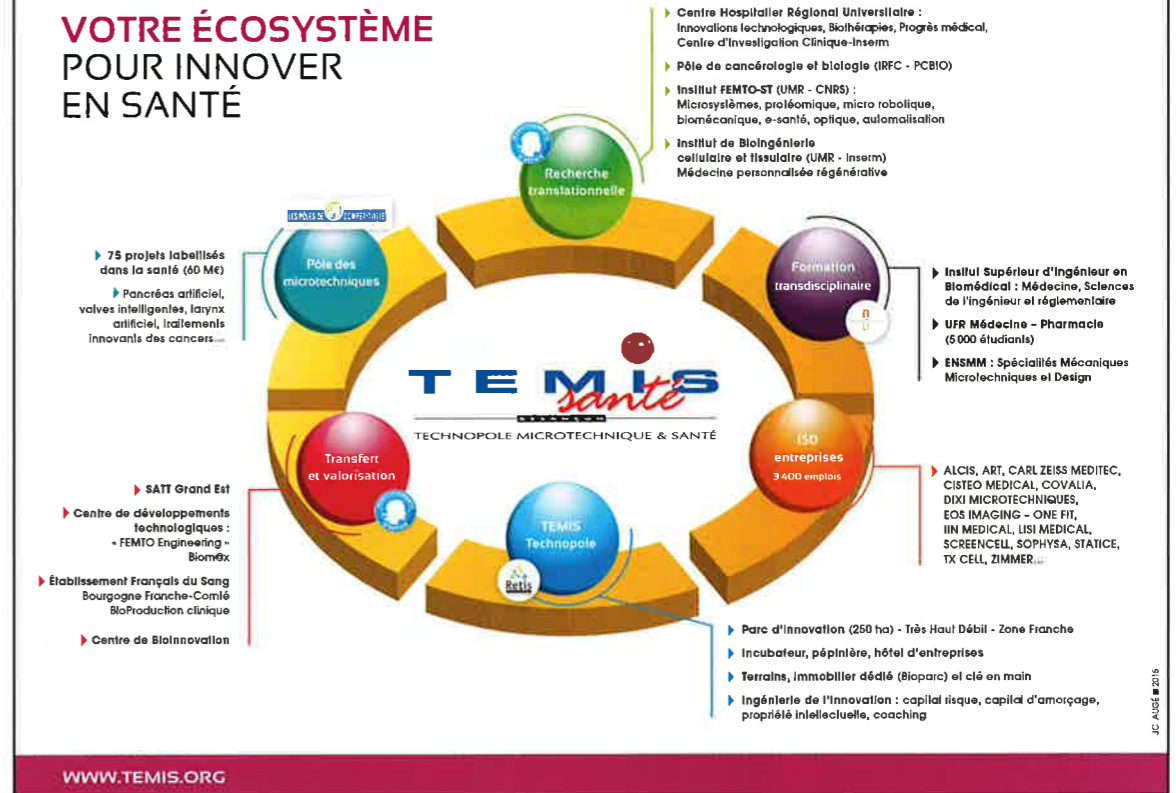 VOTRE ÉCOSYSTÈME
POUR INNOVER
EN SANTÉ
Centre Hospitalier Régional Universitaire :
Innovations technologiques, Biothérapies, Progrès médical,
Centre d'Investigation Clinique-Inserm
Pôle de cancérologie et biologie (IRFC - PCBIO)
Institut FEMTO-ST (UMR - CNRS) :
Microsystèmes, protéomique, micro robotique,
biomécanique, e-santé, optique, automatisation
Institut de Bioingénierie
cellulaire et tissulaire (UMR - Inserm)
Médecine personnalisée régénérative
Recherche
translationnelle
LES PÔLES DE COMPÉTITIVITÉ
Pôle des
microtechniques
75 projets labellisés
dans la santé (60 M€)
Pancréas artificiel,
valves intelligentes, larynx
artificiel, traitements
innovants des cancers...
Formation
transdisciplinaire
Institut Supérieur d'Ingénieur en
Biomédical : Médecine, Sciences
de l'ingénieur et réglementaire
UFR Médecine – Pharmacie
(5 000 étudiants)
ENSMM : Spécialités Mécaniques
Microtechniques et Design
TEMIS
santé
BESANÇON
TECHNOPOLE MICROTECHNIQUE & SANTÉ
150
entreprises
3 400 emplois
ALCIS, ART, CARL ZEISS MEDITEC,
CISTEO MEDICAL, COVALIA,
DIXI MICROTECHNIQUES,
EOS IMAGING – ONE FIT,
IIN MEDICAL, LISI MEDICAL,
SCREENCELL, SOPHYSA, STATICE,
TX CELL, ZIMMER...
Transfert
et valorisation
SATT Grand Est
Centre de développements
technologiques :
« FEMTO Engineering »
Biom@x
Établissement Français du Sang
Bourgogne Franche-Comté
BioProduction clinique
Centre de Bioinnovation
TEMIS
Technopole
Retis
Parc d'Innovation (250 ha) - Très Haut Débit - Zone Franche
Incubateur, pépinière, hôtel d'entreprises
Terrains, immobilier dédié (Bioparc) et clé en main
Ingénierie de l'Innovation : capital risque, capital d'amorçage,
propriété intellectuelle, coaching
JC AUGÉ 2015
WWW.TEMIS.ORG